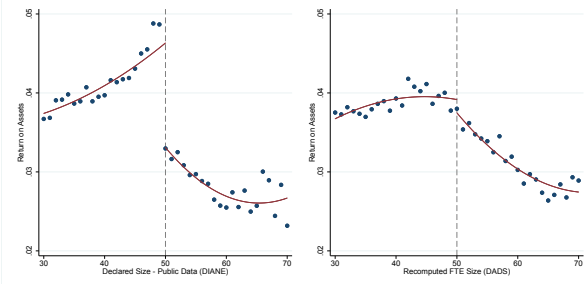 .05
.04
.03
.02
Return on Assets
30 40 50 60 70
Declared Size - Public Data (DIANE)
.05
.04
.03
.02
Return on Assets
30 40 50 60 70
Recomputed FTE Size (DADS)